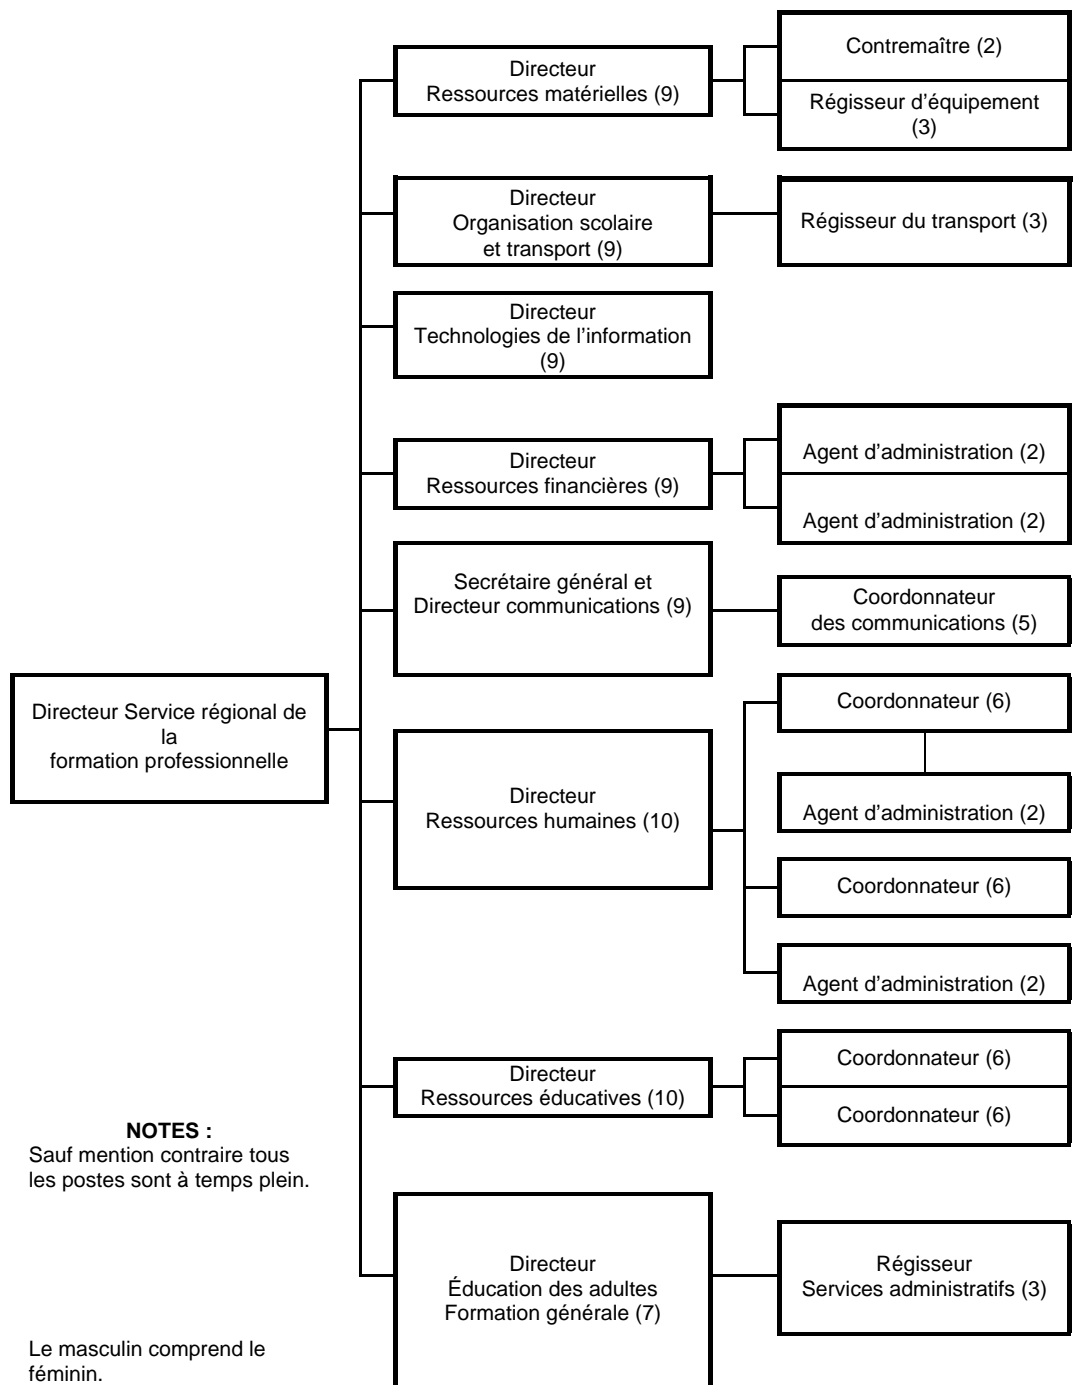 Directeur
Ressources matérielles (9)
Contremaître (2)
Régisseur d'équipement
(3)
Directeur
Organisation scolaire
et transport (9)
Régisseur du transport (3)
Directeur
Technologies de l'information
(9)
Directeur
Ressources financières (9)
Agent d'administration (2)
Agent d'administration (2)
Secrétaire général et
Directeur communications (9)
Coordonnateur
des communications (5)
Directeur Service régional de
la
formation professionnelle
Directeur
Ressources humaines (10)
Coordonnateur (6)
Agent d'administration (2)
Coordonnateur (6)
Agent d'administration (2)
Directeur
Ressources éducatives (10)
Coordonnateur (6)
Coordonnateur (6)
NOTES :
Sauf mention contraire tous
les postes sont à temps plein.
Directeur
Éducation des adultes
Formation générale (7)
Régisseur
Services administratifs (3)
Le masculin comprend le
féminin.